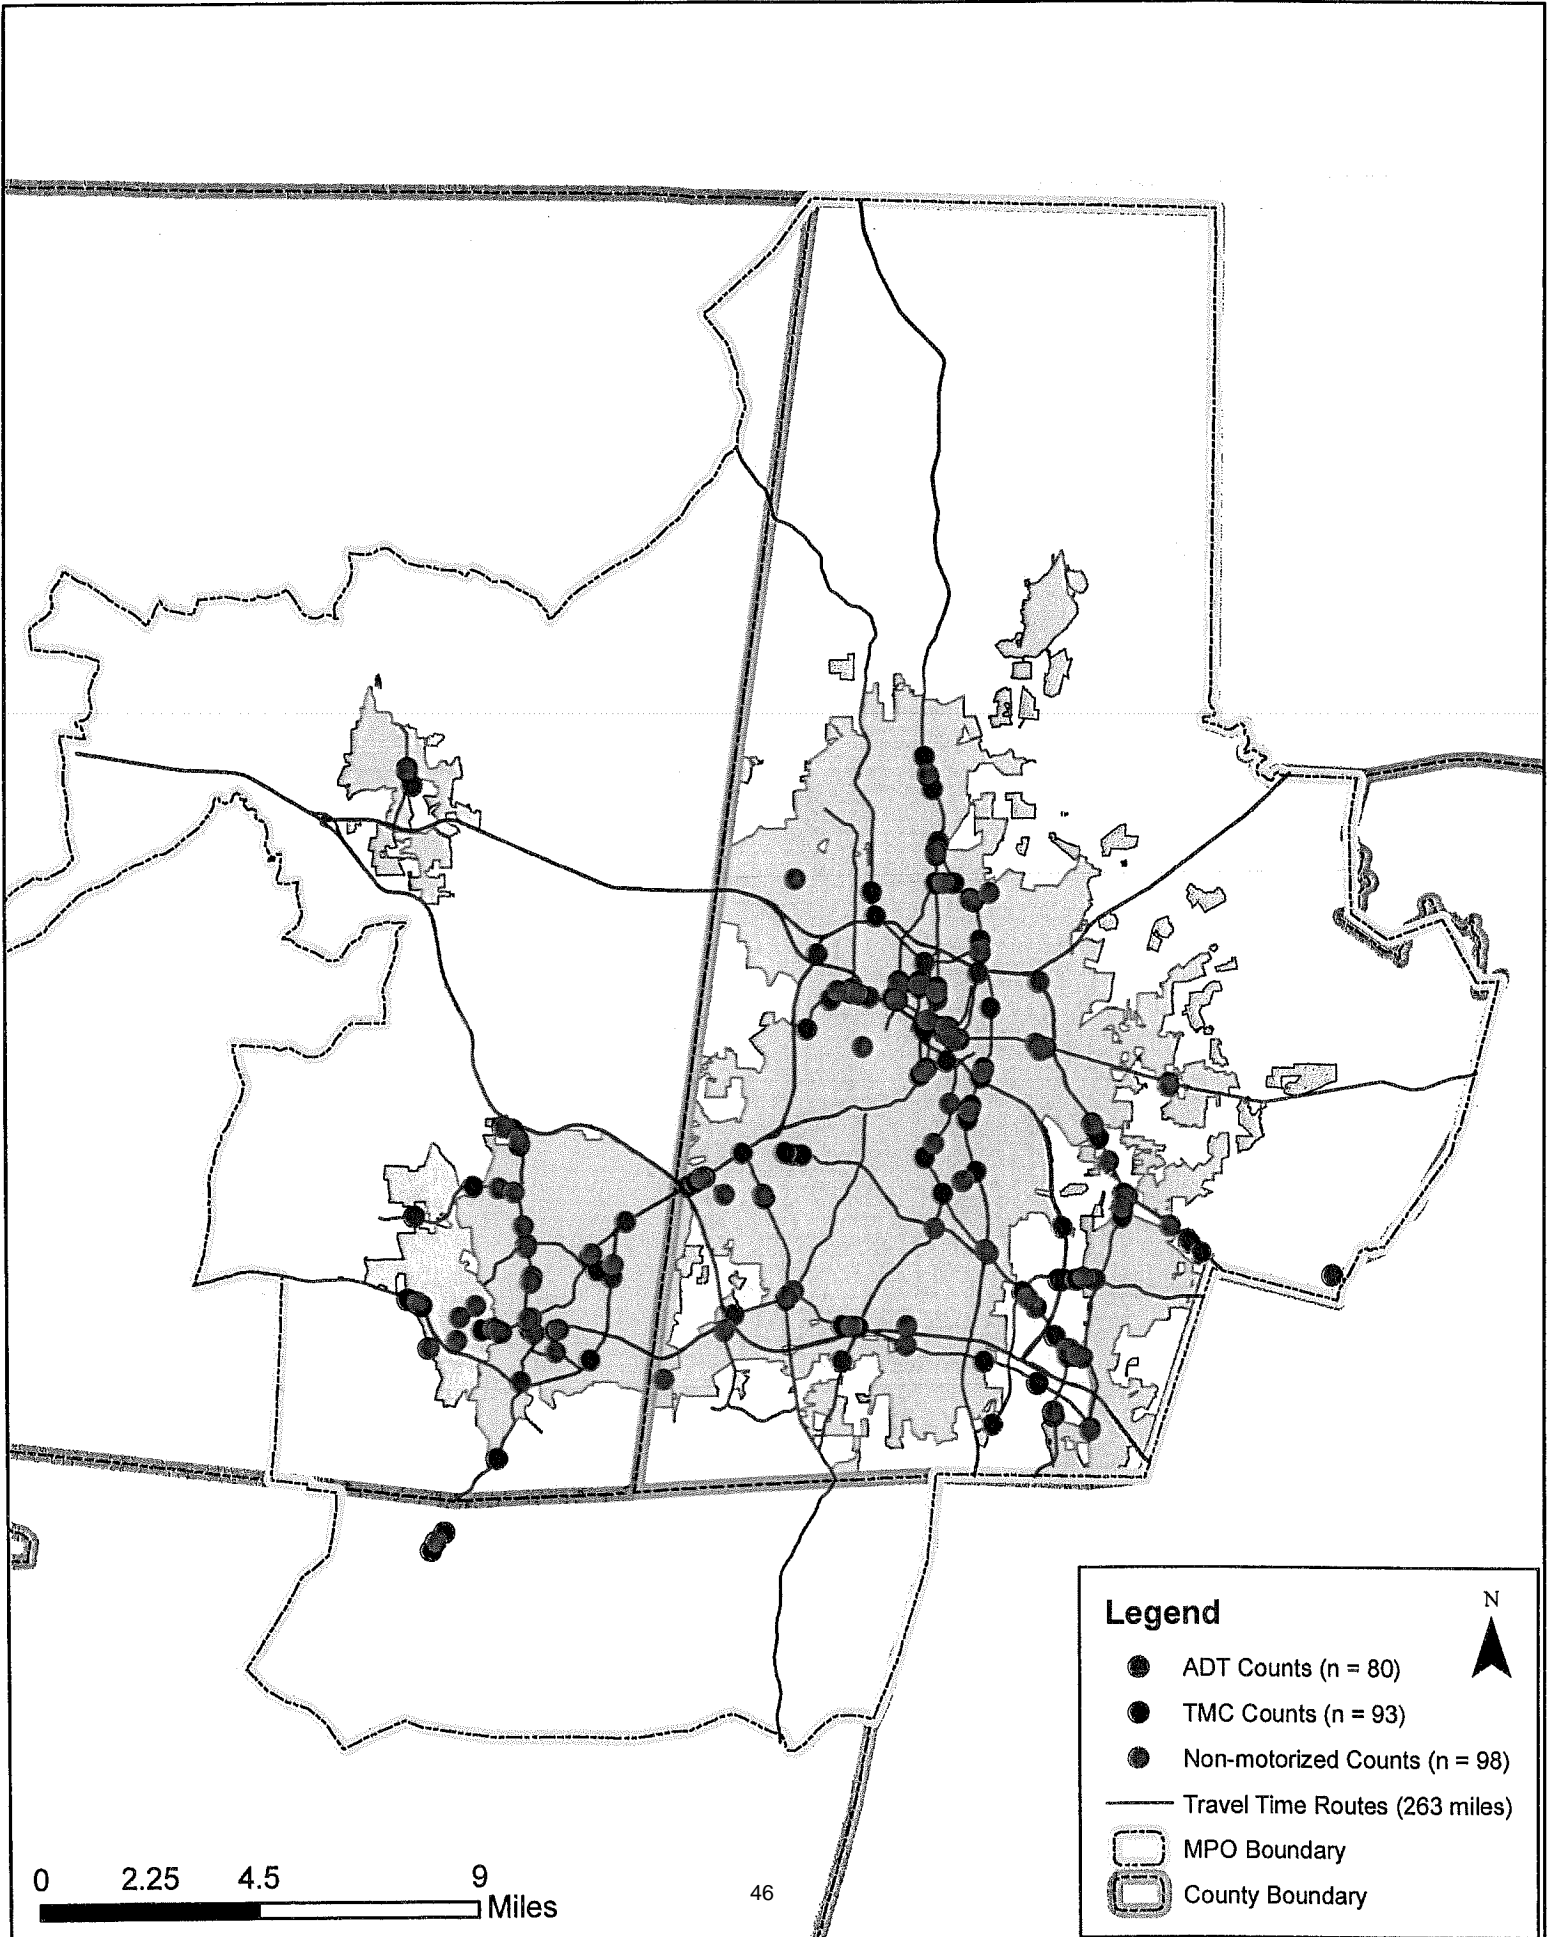 Legend
N
ADT Counts (n = 80)
TMC Counts (n = 93)
Non-motorized Counts (n = 98)
Travel Time Routes (263 miles)
MPO Boundary
County Boundary
0 2.25 4.5 9
Miles
46